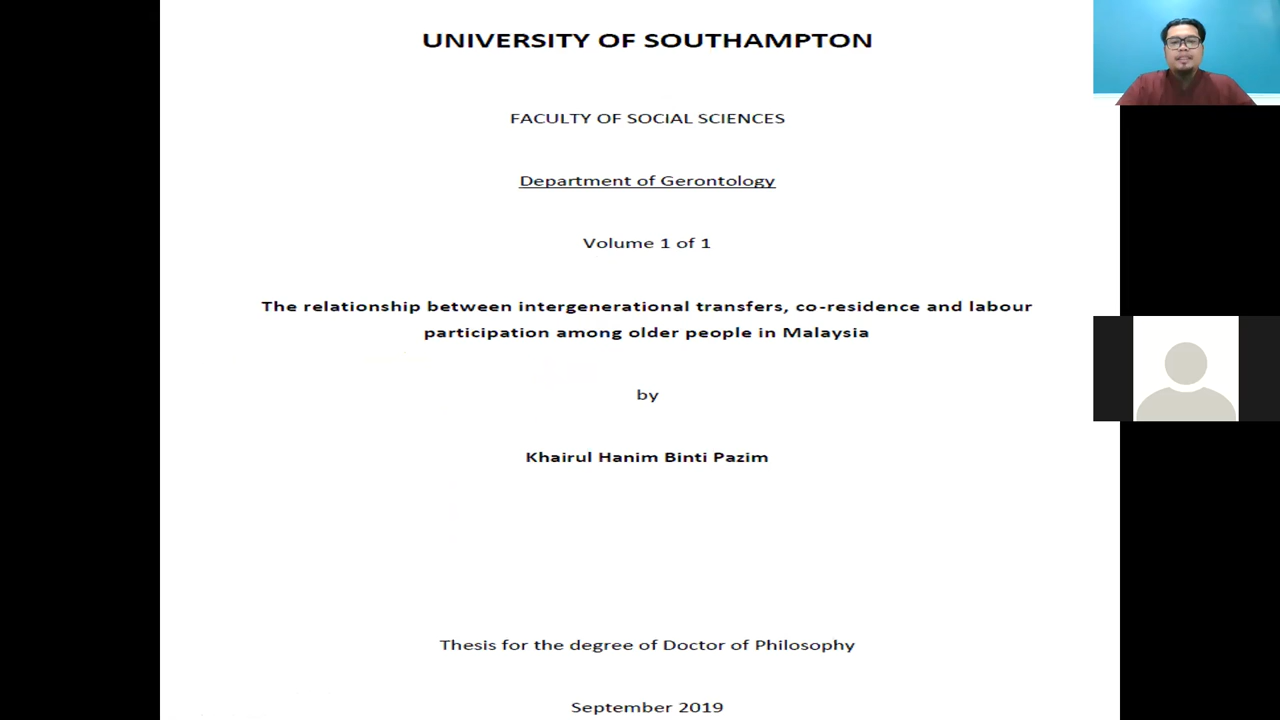 UNIVERSITY OF SOUTHAMPTON
FACULTY OF SOCIAL SCIENCES
Department of Gerontology
Volume 1 of 1
The relationship between intergenerational transfers, co-residence and labour
participation among older people in Malaysia
by
Khairul Hanim Binti Pazim
Thesis for the degree of Doctor of Philosophy
September 2019